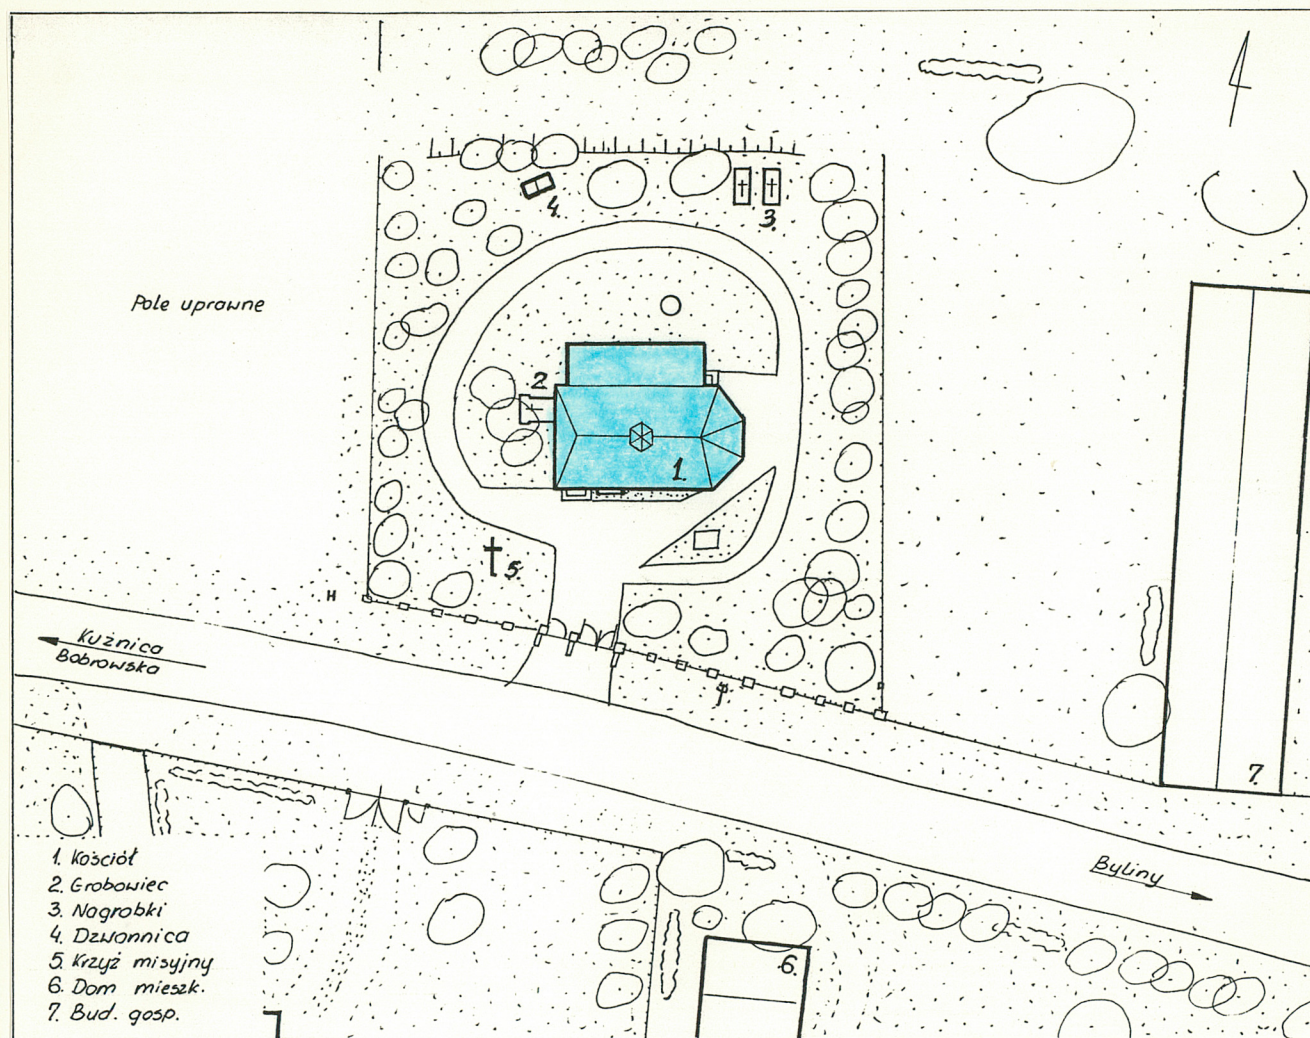 4.
3.
Pole uprawne
2
1.
5.
H
Kuźnica
Bobrowska
7.
Byliny
6.
1. Kościół
2. Grobowiec
3. Nagrobki
4. Dzwonnica
5. Krzyż misyjny
6. Dom mieszk.
7. Bud. gosp.